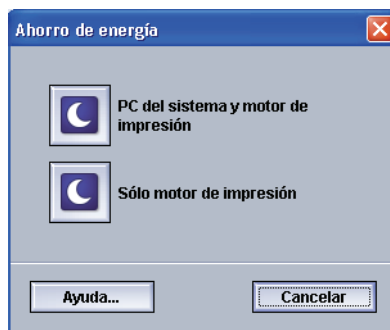 Ahorro de energía
PC del sistema y motor de
impresión
Sólo motor de impresión
Ayuda...
Cancelar